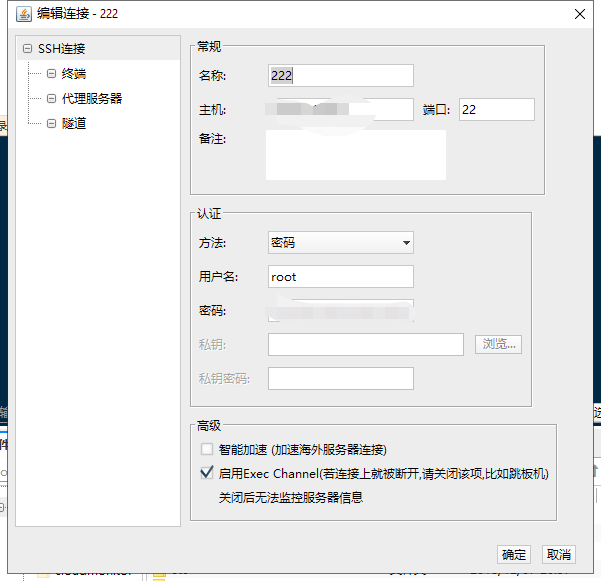 编辑连接 - 222
SSH连接
终端
代理服务器
隧道
常规
名称: 222
主机: 端口: 22
备注:
认证
方法: 密码
用户名: root
密码:
私钥: 浏览...
私钥密码:
高级
智能加速 (加速海外服务器连接)
启用Exec Channel(若连接上就被断开,请关闭该项,比如跳板机)
关闭后无法监控服务器信息
确定 取消